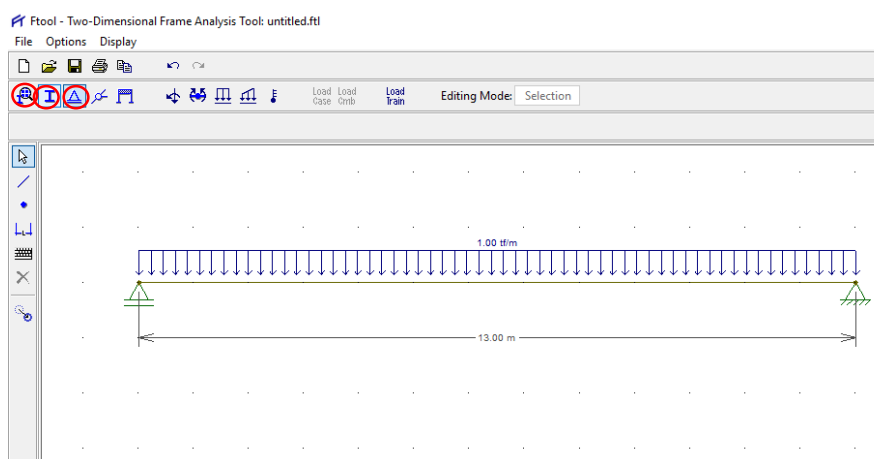 Ftool - Two-Dimensional Frame Analysis Tool: untitled.ftl
File Options Display
Load Case
Load Cmb
Load Train
Editing Mode: Selection
1.00 tf/m
13.00 m